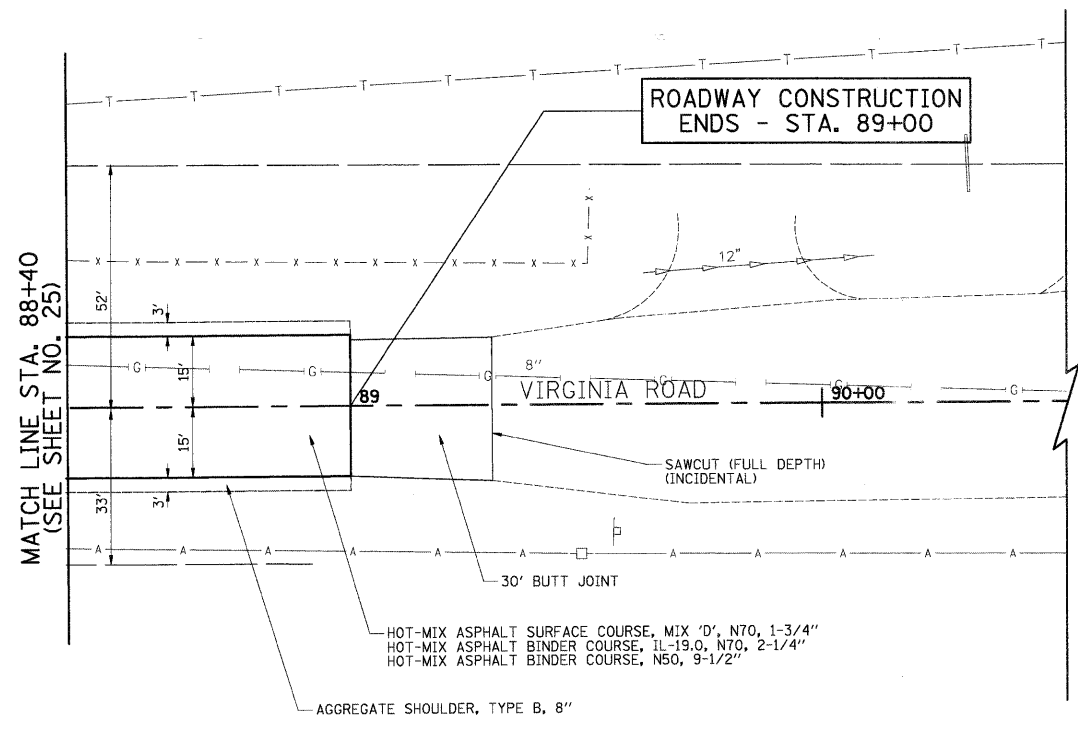 T T T T T T T T T T T T
ROADWAY CONSTRUCTION
ENDS - STA. 89+00
MATCH LINE STA. 88+40
(SEE SHEET NO. 25)
X X X X X X X X X X X X X X X
12"
52'
3'
15'
G G G G G G
8"
VIRGINIA ROAD
89
90+00
15'
33'
3'
SAWCUT (FULL DEPTH)
(INCIDENTAL)
A A A A A A A A A A A
30' BUTT JOINT
HOT-MIX ASPHALT SURFACE COURSE, MIX 'D', N70, 1-3/4"
HOT-MIX ASPHALT BINDER COURSE, IL-19.0, N70, 2-1/4"
HOT-MIX ASPHALT BINDER COURSE, N50, 9-1/2"
AGGREGATE SHOULDER, TYPE B, 8"